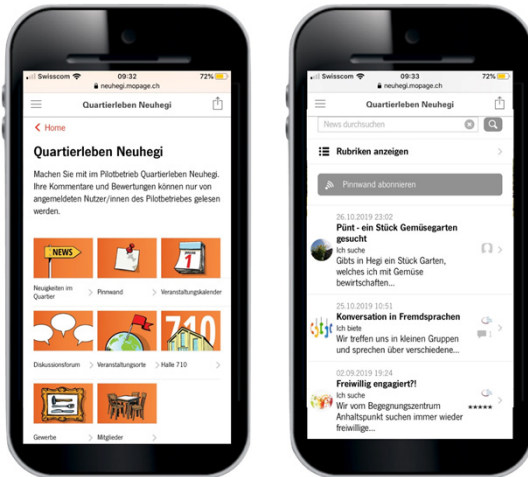 Swisscom 09:32 72%
neuhegi.mopage.ch
Quartierleben Neuhegi
Home
Quartierleben Neuhegi
Machen Sie mit im Pilotbetrieb Quartierleben Neuhegi.
Ihre Kommentare und Bewertungen können nur von
angemeldeten Nutzer/innen des Pilotbetriebes gelesen
werden.
NEWS
1
Neuigkeiten im
Quartier
Pinnwand
Veranstaltungskalender
710
Diskussionsforum
Veranstaltungsorte
Halle 710
Gewerbe
Mitglieder
Swisscom 09:33 72%
neuhegi.mopage.ch
Quartierleben Neuhegi
News durchsuchen
Rubriken anzeigen
Pinnwand abonnieren
26.10.2019 23:02
Pünt - ein Stück Gemüsegarten
gesucht
Ich suche
Gibts in Hegi ein Stück Garten,
welches ich mit Gemüse
bewirtschaften...
25.10.2019 10:51
Konversation in Fremdsprachen
Ich biete
Wir treffen uns in kleinen Gruppen
und sprechen über verschiedene...
1
02.09.2019 19:24
Freiwillig engagiert?!
Ich suche
Wir vom Begegnungszentrum
Anhaltspunkt suchen immer wieder
freiwillige...